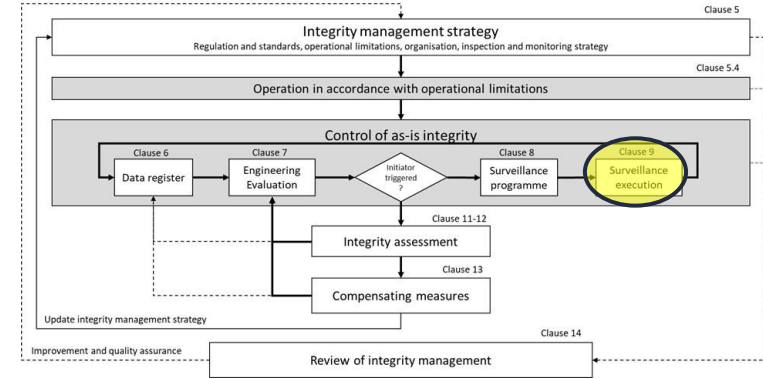 Clause 5
Integrity management strategy
Regulation and standards, operational limitations, organisation, inspection and monitoring strategy
Clause 5.4
Operation in accordance with operational limitations
Control of as-is integrity
Clause 6
Clause 7
Clause 8
Clause 9
Data register
Engineering
Evaluation
Initiator
triggered
?
Surveillance
programme
Surveillance
execution
Clause 11-12
Integrity assessment
Clause 13
Compensating measures
Update integrity management strategy
Clause 14
Improvement and quality assurance
Review of integrity management